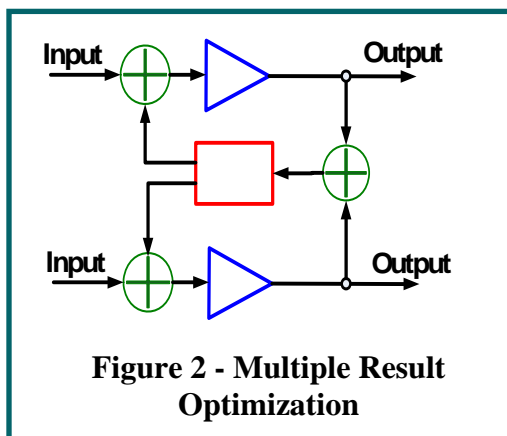 Input
Output
Input
Output
Figure 2 - Multiple Result
Optimization